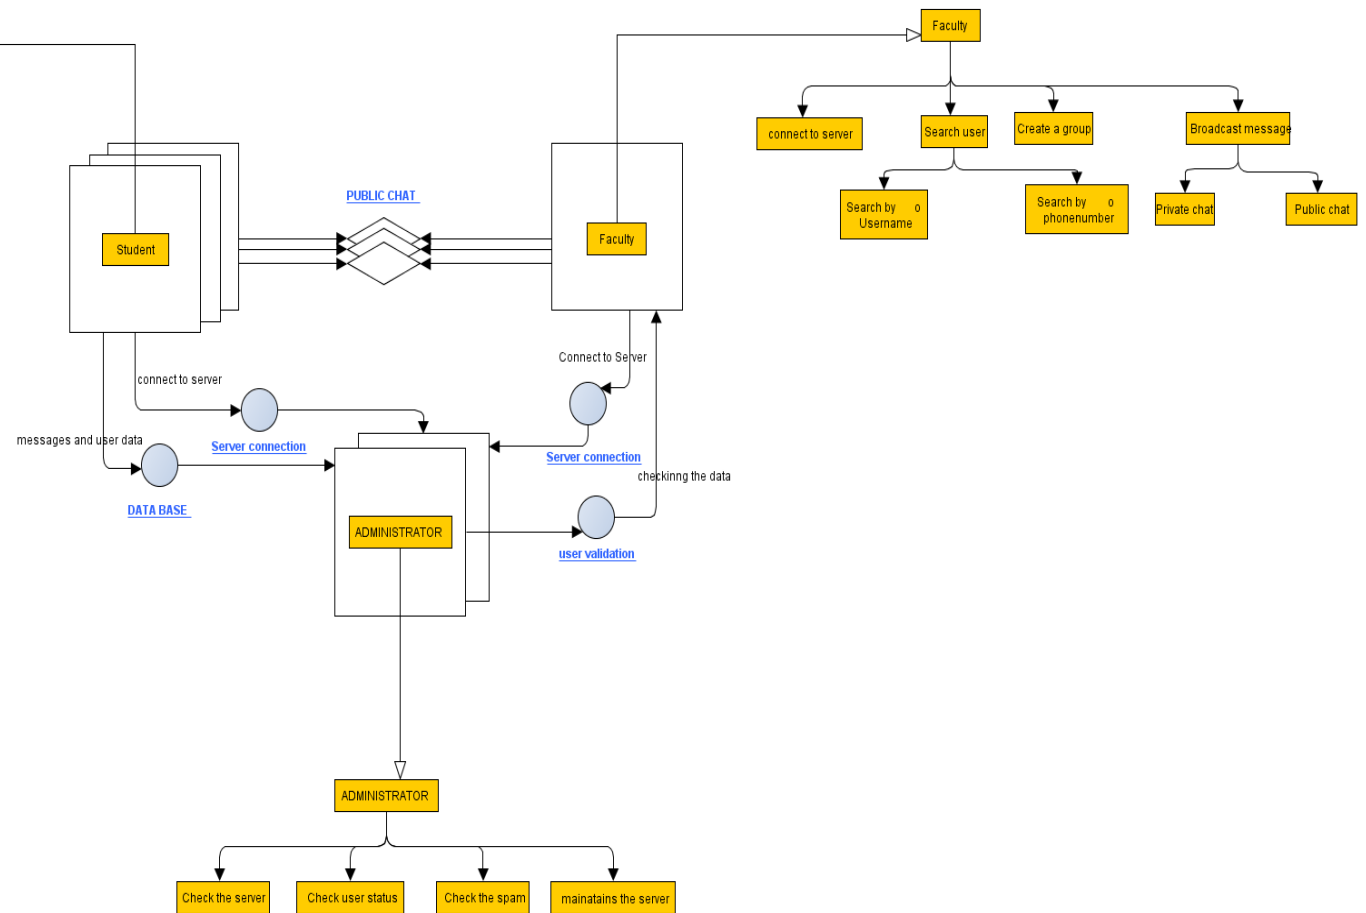 Faculty
connect to server
Search user
Create a group
Broadcast message
Search by o
Username
Search by o
phonenumber
Private chat
Public chat
PUBLIC CHAT
Student
Faculty
connect to server
Connect to Server
messages and user data
Server connection
Server connection
checkinng the data
DATA BASE
ADMINISTRATOR
user validation
ADMINISTRATOR
Check the server
Check user status
Check the spam
mainatains the server